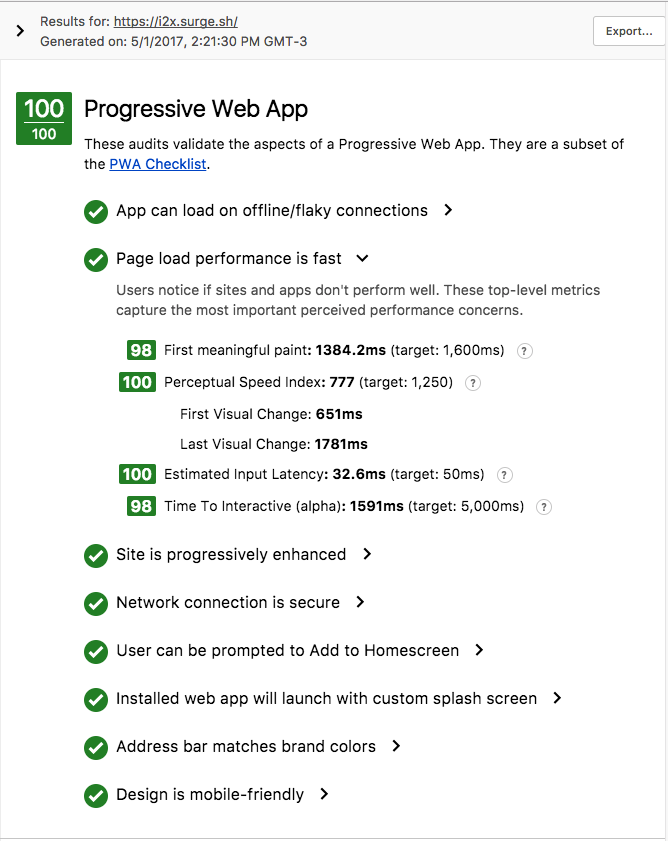 Results for: https://i2x.surge.sh/
Generated on: 5/1/2017, 2:21:30 PM GMT-3
Export...
100
100
Progressive Web App
These audits validate the aspects of a Progressive Web App. They are a subset of
the PWA Checklist.
App can load on offline/flaky connections
Page load performance is fast
Users notice if sites and apps don't perform well. These top-level metrics
capture the most important perceived performance concerns.
98 First meaningful paint: 1384.2ms (target: 1,600ms) ?
100 Perceptual Speed Index: 777 (target: 1,250) ?
First Visual Change: 651ms
Last Visual Change: 1781ms
100 Estimated Input Latency: 32.6ms (target: 50ms) ?
98 Time To Interactive (alpha): 1591ms (target: 5,000ms) ?
Site is progressively enhanced
Network connection is secure
User can be prompted to Add to Homescreen
Installed web app will launch with custom splash screen
Address bar matches brand colors
Design is mobile-friendly